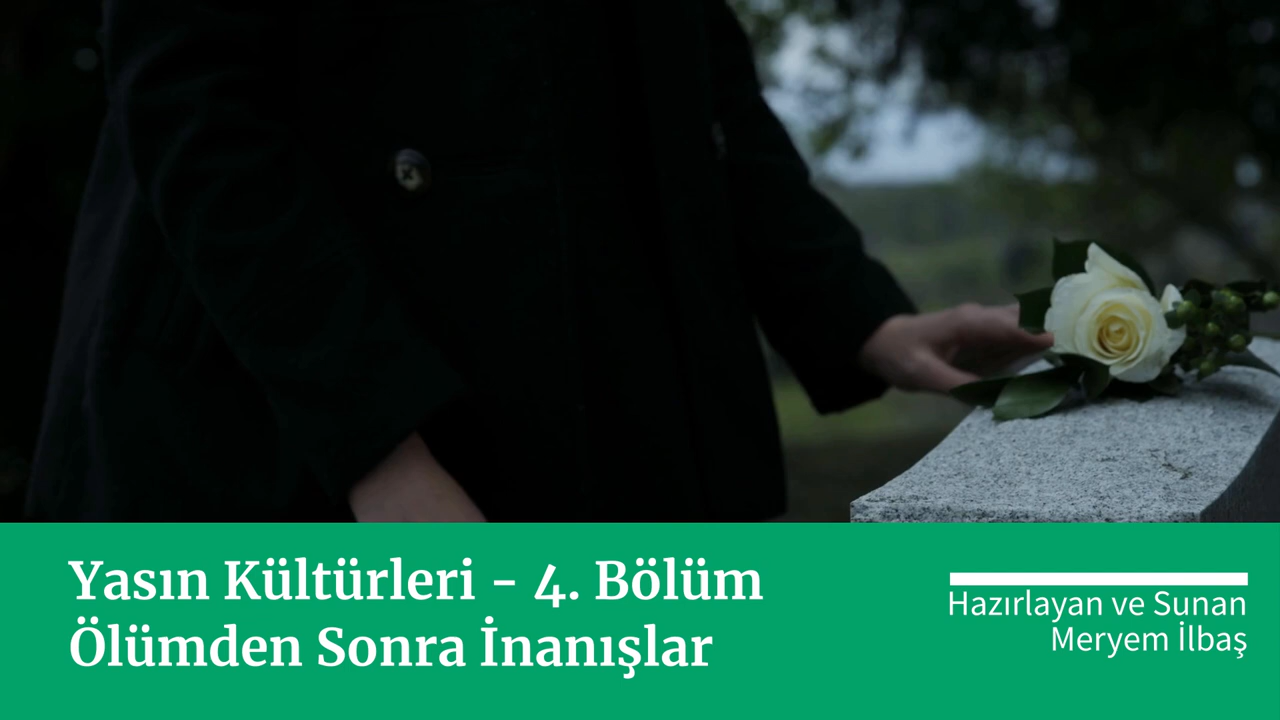 Yasın Kültürleri - 4. Bölüm
Ölümden Sonra İnanışlar
Hazırlayan ve Sunan
Meryem İlbaş